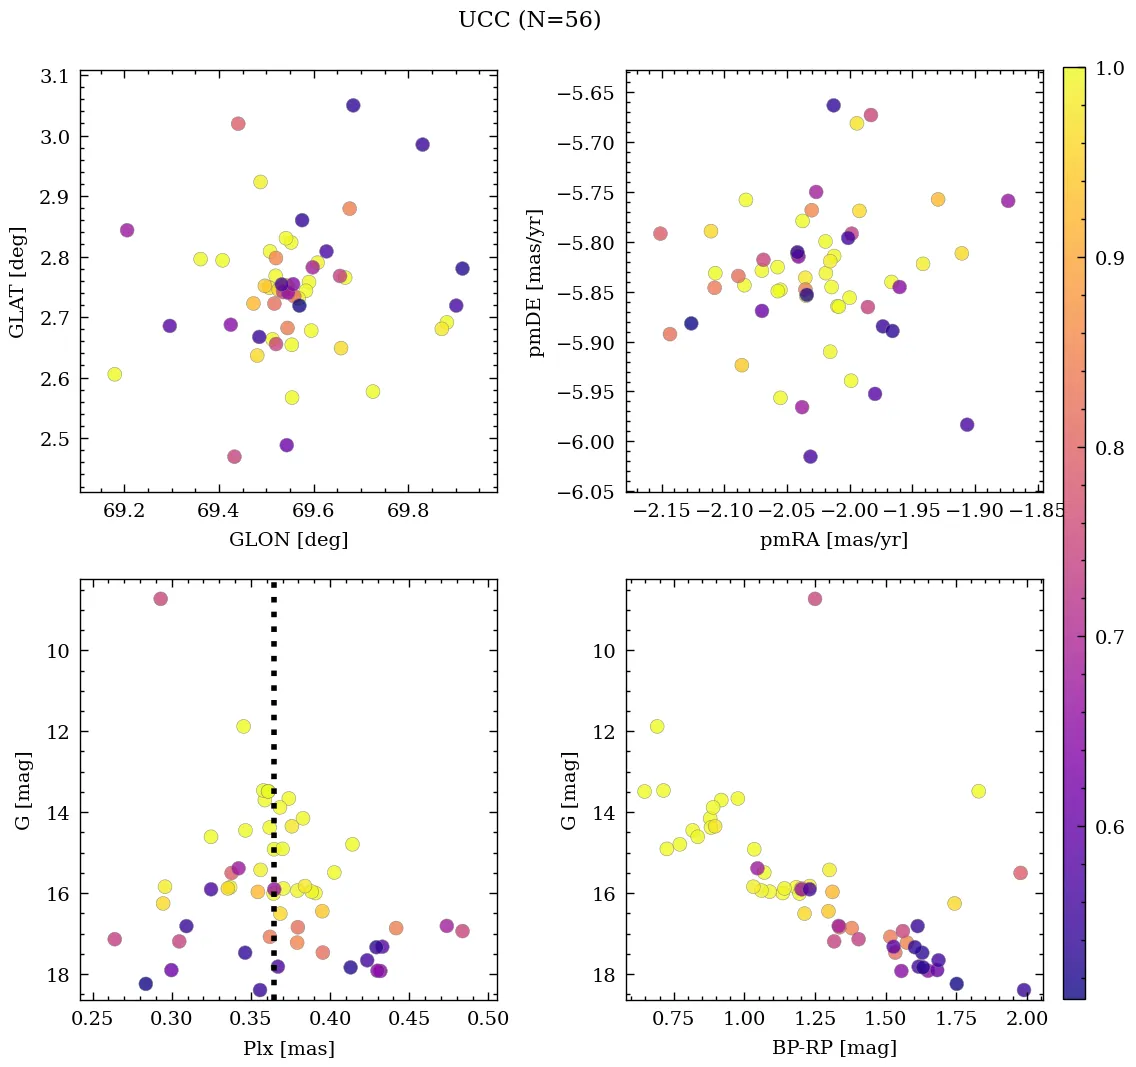 UCC (N=56)
3.1
3.0
2.9
2.8
2.7
2.6
2.5
GLAT [deg]
69.2 69.4 69.6 69.8
GLON [deg]
−5.65
−5.70
−5.75
−5.80
−5.85
−5.90
−5.95
−6.00
−6.05
pmDE [mas/yr]
−2.15 −2.10 −2.05 −2.00 −1.95 −1.90 −1.85
pmRA [mas/yr]
1.0
0.9
0.8
0.7
0.6
10
12
14
16
18
G [mag]
0.25 0.30 0.35 0.40 0.45 0.50
Plx [mas]
10
12
14
16
18
G [mag]
0.75 1.00 1.25 1.50 1.75 2.00
BP-RP [mag]